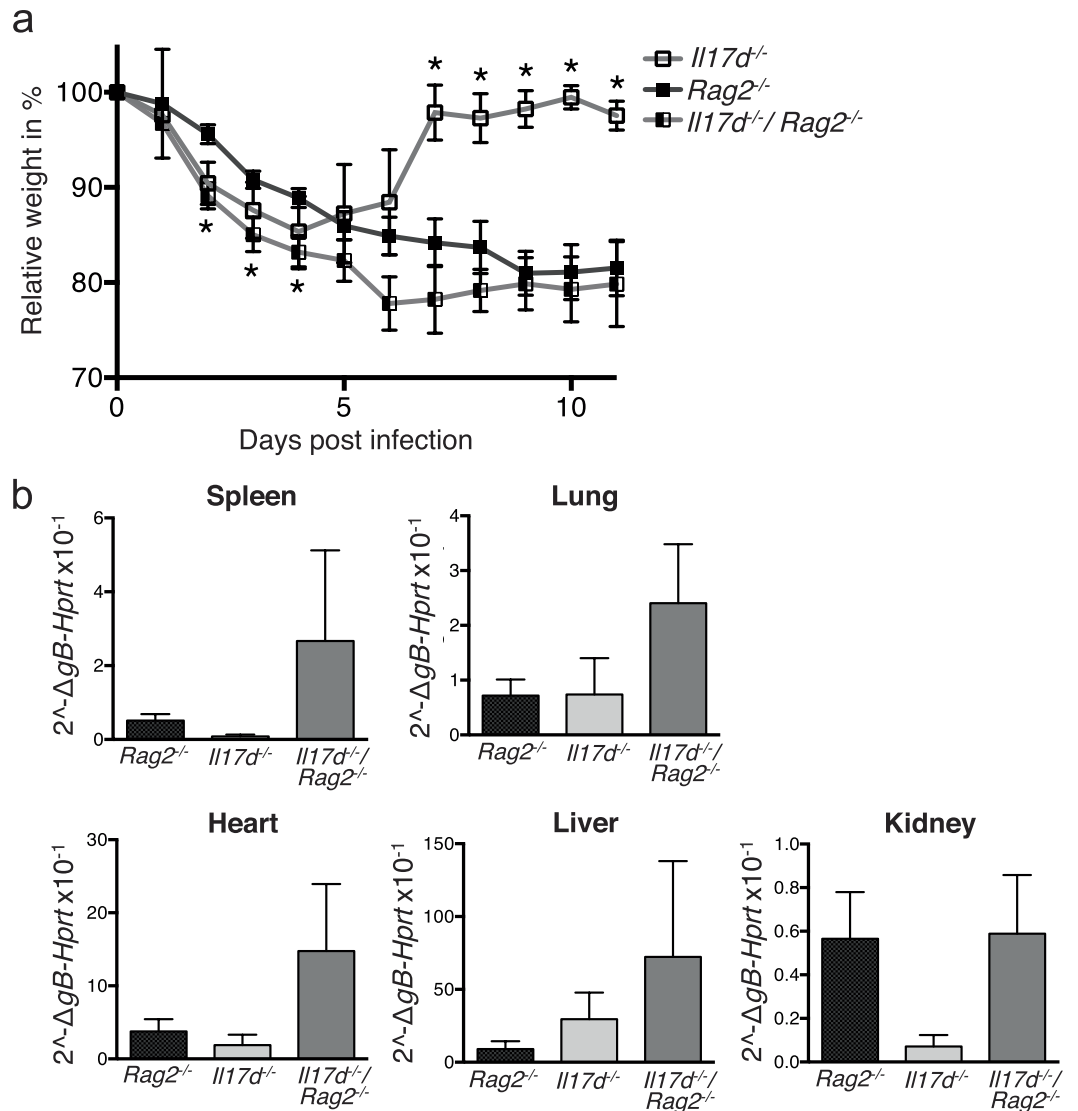 a
Il17d-/-
Rag2-/-
Il17d-/-/ Rag2-/-
Relative weight in %
100
90
80
70
0 5 10
Days post infection
* * * * *
* * *
b
Spleen
2^-ΔgB-Hprt x10-1
6
4
2
0
Rag2-/- Il17d-/- Il17d-/-/
Rag2-/-
Lung
2^-ΔgB-Hprt x10-1
4
3
2
1
0
Rag2-/- Il17d-/- Il17d-/-/
Rag2-/-
Heart
2^-ΔgB-Hprt x10-1
30
20
10
0
Rag2-/- Il17d-/- Il17d-/-/
Rag2-/-
Liver
2^-ΔgB-Hprt x10-1
150
100
50
0
Rag2-/- Il17d-/- Il17d-/-/
Rag2-/-
Kidney
2^-ΔgB-Hprt x10-1
1.0
0.8
0.6
0.4
0.2
0.0
Rag2-/- Il17d-/- Il17d-/-/
Rag2-/-